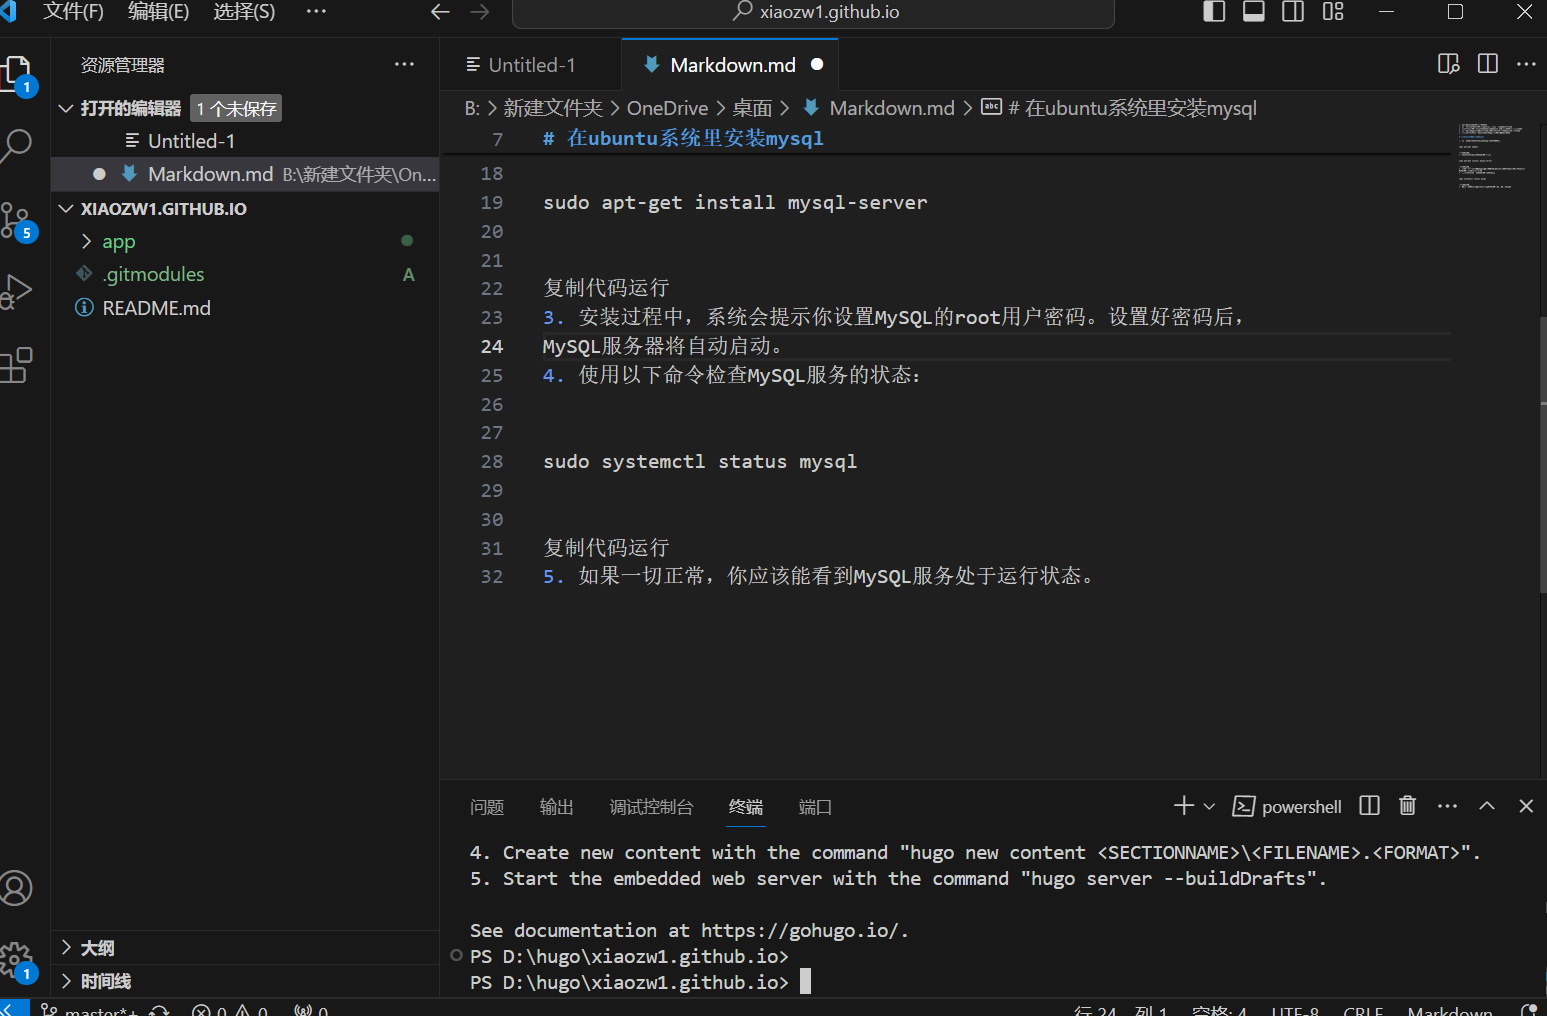 文件(F) 编辑(E) 选择(S) ··· xiaozw1.github.io
资源管理器
打开的编辑器 1 个未保存
Untitled-1
Markdown.md B:\新建文件夹\On...
XIAOZW1.GITHUB.IO
app
.gitmodules A
README.md
大纲
时间线
1
5
1
Untitled-1 Markdown.md
B: > 新建文件夹 > OneDrive > 桌面 > Markdown.md > # 在ubuntu系统里安装mysql
7 # 在ubuntu系统里安装mysql
18
19 sudo apt-get install mysql-server
20
21
22 复制代码运行
23 3. 安装过程中，系统会提示你设置MySQL的root用户密码。设置好密码后，
24 MySQL服务器将自动启动。
25 4. 使用以下命令检查MySQL服务的状态：
26
27
28 sudo systemctl status mysql
29
30
31 复制代码运行
32 5. 如果一切正常，你应该能看到MySQL服务处于运行状态。
问题 输出 调试控制台 终端 端口 powershell
4. Create new content with the command "hugo new content <SECTIONNAME>\<FILENAME>.<FORMAT>".
5. Start the embedded web server with the command "hugo server --buildDrafts".
See documentation at https://gohugo.io/.
PS D:\hugo\xiaozw1.github.io>
PS D:\hugo\xiaozw1.github.io>
master*+ 0 0 0 行 24，列 1 空格: 4 UTF-8 CRLF Markdown